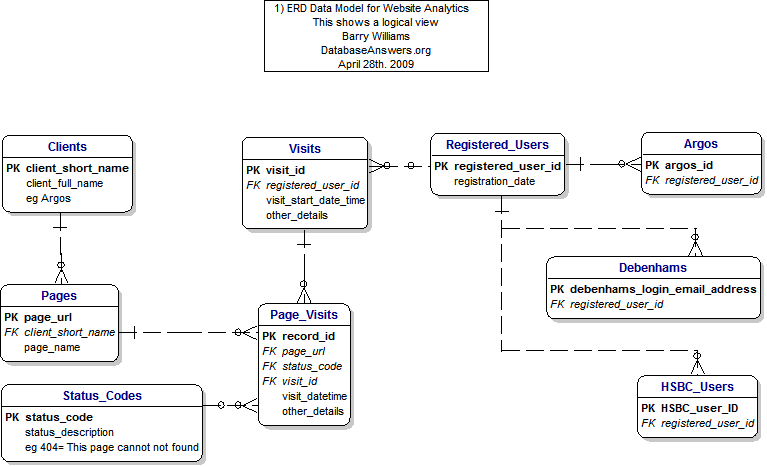 1) ERD Data Model for Website Analytics
This shows a logical view
Barry Williams
DatabaseAnswers.org
April 28th. 2009
Clients
PK client_short_name
client_full_name
eg Argos
Visits
PK visit_id
FK registered_user_id
visit_start_date_time
other_details
Registered_Users
PK registered_user_id
registration_date
Argos
PK argos_id
FK registered_user_id
Debenhams
PK debenhams_login_email_address
FK registered_user_id
Pages
PK page_url
FK client_short_name
page_name
Page_Visits
PK record_id
FK page_url
FK status_code
FK visit_id
visit_datetime
other_details
Status_Codes
PK status_code
status_description
eg 404= This page cannot not found
HSBC_Users
PK HSBC_user_ID
FK registered_user_id